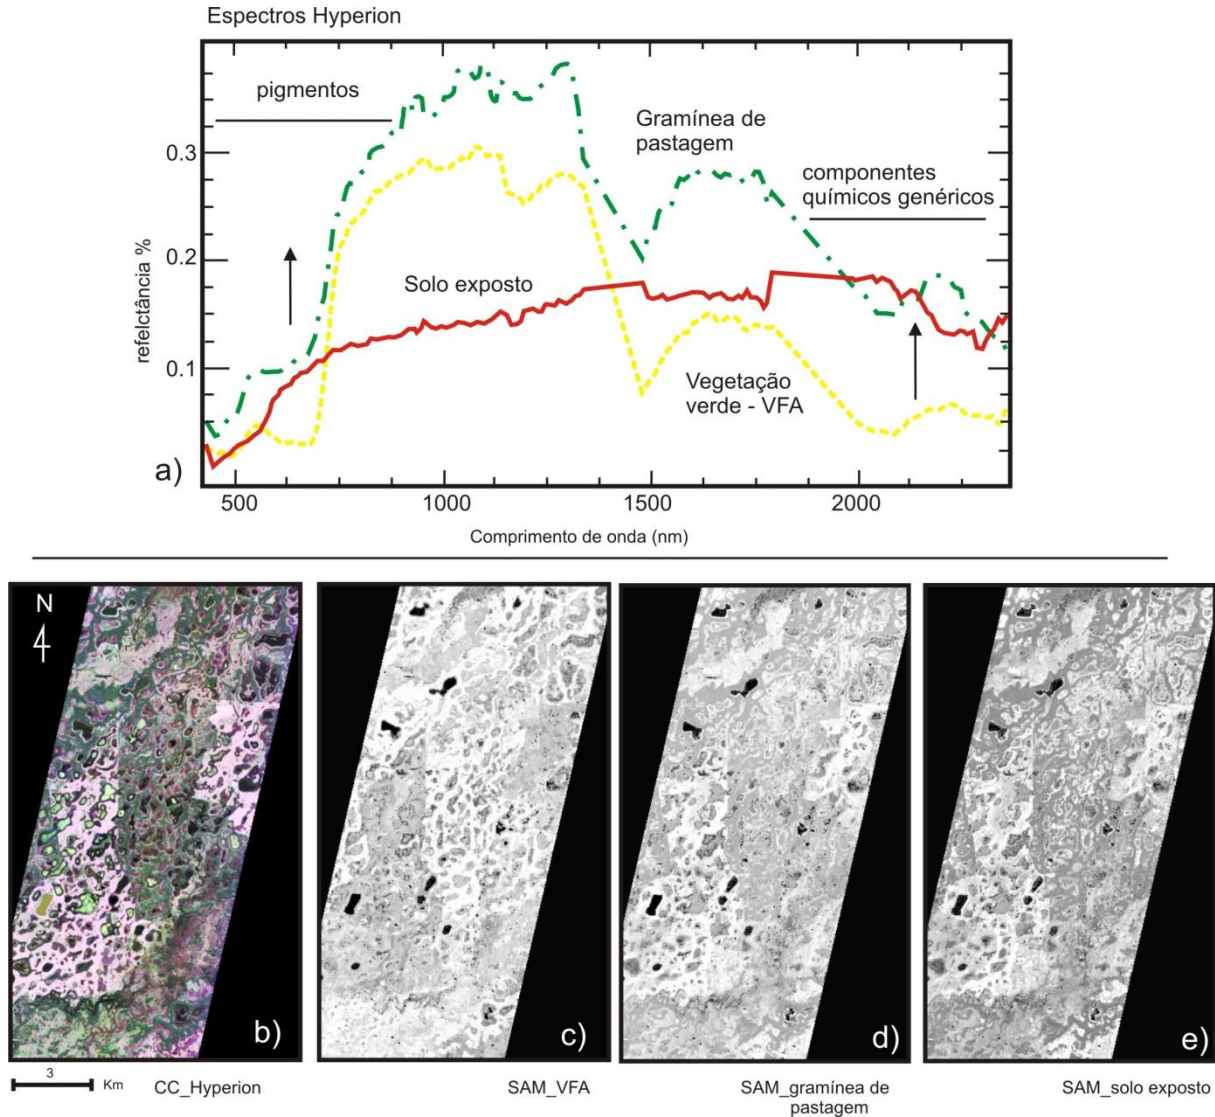 Espectros Hyperion
pigmentos
Gramínea de
pastagem
componentes
químicos genéricos
Solo exposto
Vegetação
verde - VFA
refelctância %
0.3
0.2
0.1
a)
500
1000
1500
2000
Comprimento de onda (nm)
N
b)
c)
d)
e)
3
Km
CC_Hyperion
SAM_VFA
SAM_gramínea de
pastagem
SAM_solo exposto